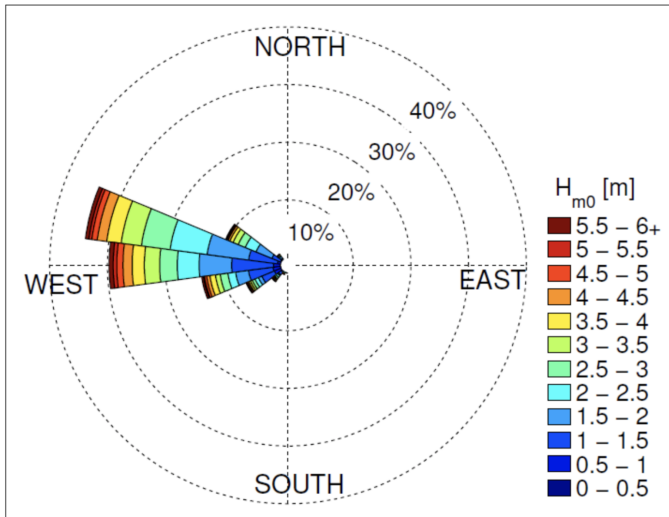 NORTH
40%
30%
20%
10%
WEST
EAST
SOUTH
Hm0 [m]
5.5 – 6+
5 – 5.5
4.5 – 5
4 – 4.5
3.5 – 4
3 – 3.5
2.5 – 3
2 – 2.5
1.5 – 2
1 – 1.5
0.5 – 1
0 – 0.5